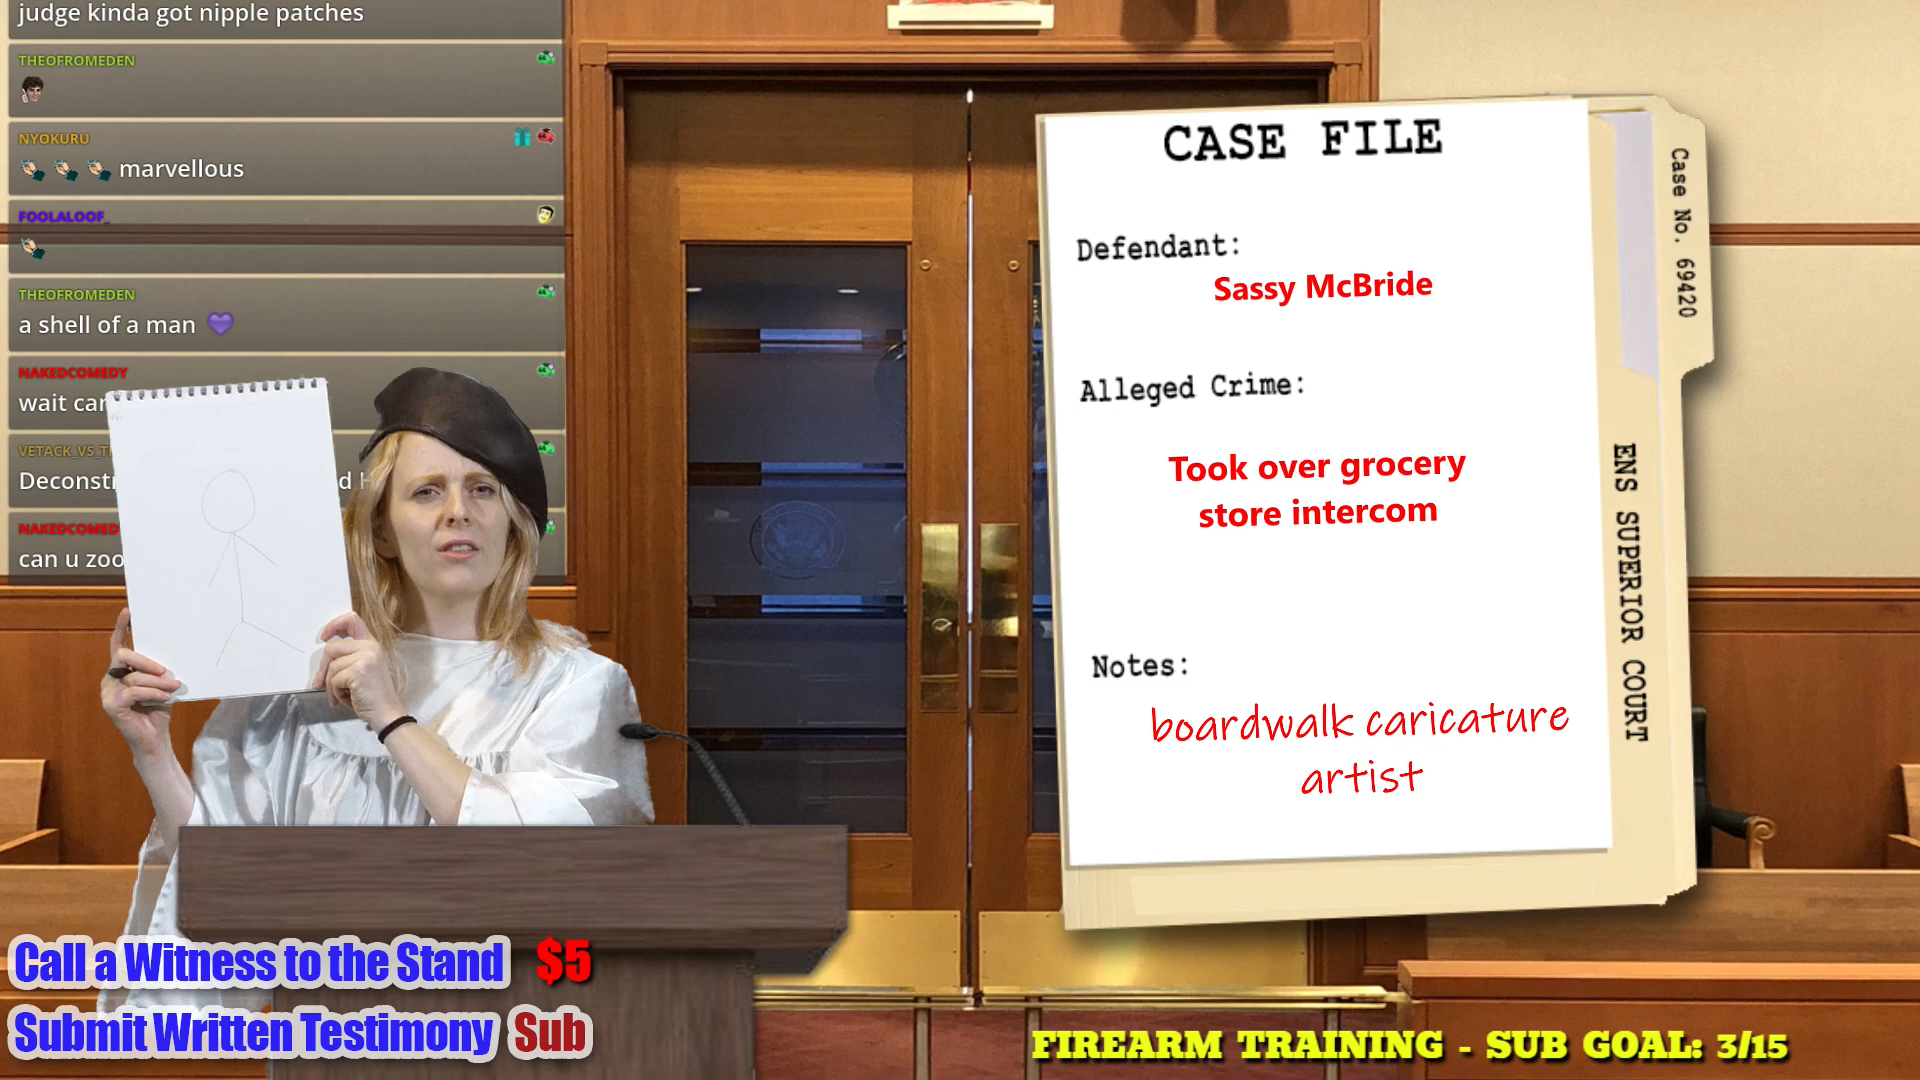 judge kinda got nipple patches
THEOFROMEDEN
NYOKURU
marvellous
FOOLALOOF_
THEOFROMEDEN
a shell of a man
NAKEDCOMEDY
wait
Deconst
NAKEDCOMED
can u zoo
CASE FILE
Defendant:
Sassy McBride
Alleged Crime:
Took over grocery
store intercom
Notes:
boardwalk caricature
artist
Case No. 69420
ENS SUPERIOR COURT
Call a Witness to the Stand $5
Submit Written Testimony Sub
FIREARM TRAINING - SUB GOAL: 3/15